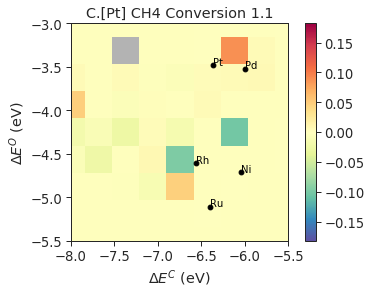 C.[Pt] CH4 Conversion 1.1
ΔE^O (eV)
−3.0
−3.5
−4.0
−4.5
−5.0
−5.5
Pt
Pd
Rh
Ni
Ru
−8.0 −7.5 −7.0 −6.5 −6.0 −5.5
ΔE^C (eV)
0.15
0.10
0.05
0.00
−0.05
−0.10
−0.15